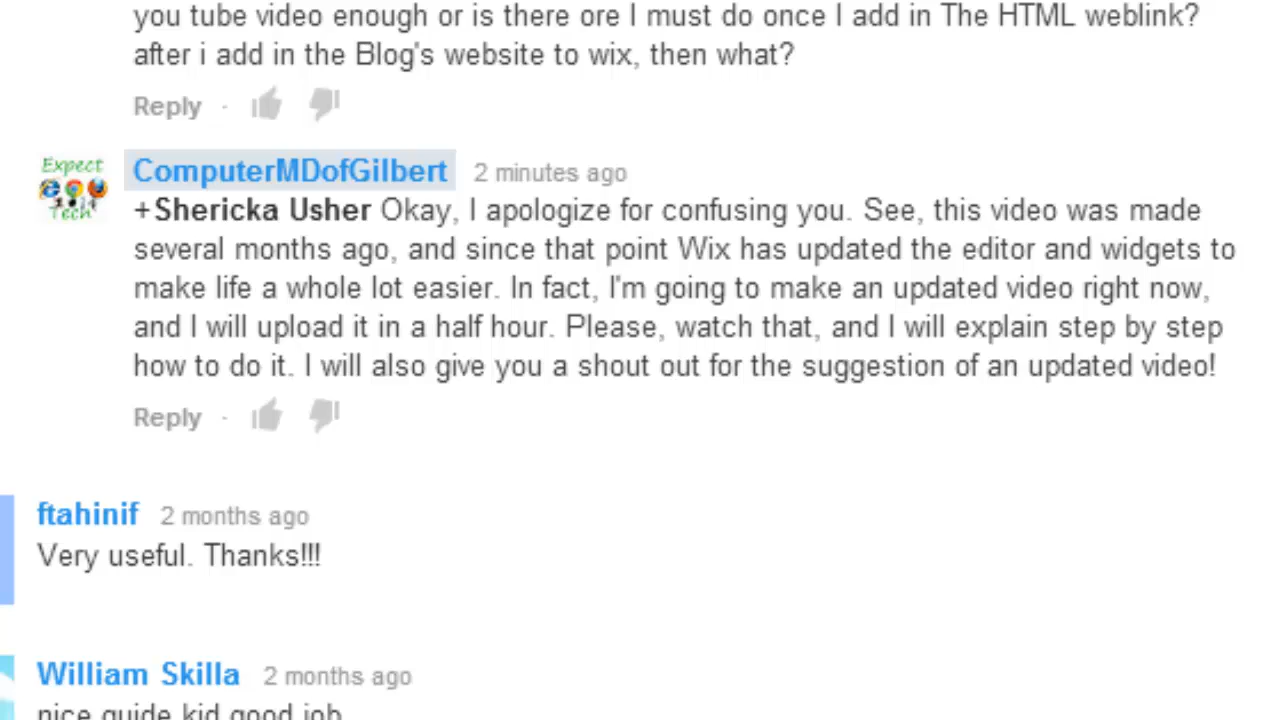 you tube video enough or is there ore I must do once I add in The HTML weblink?
after i add in the Blog's website to wix, then what?
Reply ·
Expect
Tech
ComputerMDofGilbert 2 minutes ago
+Shericka Usher Okay, I apologize for confusing you. See, this video was made
several months ago, and since that point Wix has updated the editor and widgets to
make life a whole lot easier. In fact, I'm going to make an updated video right now,
and I will upload it in a half hour. Please, watch that, and I will explain step by step
how to do it. I will also give you a shout out for the suggestion of an updated video!
Reply ·
ftahinif 2 months ago
Very useful. Thanks!!!
William Skilla 2 months ago
nice guide kid good job